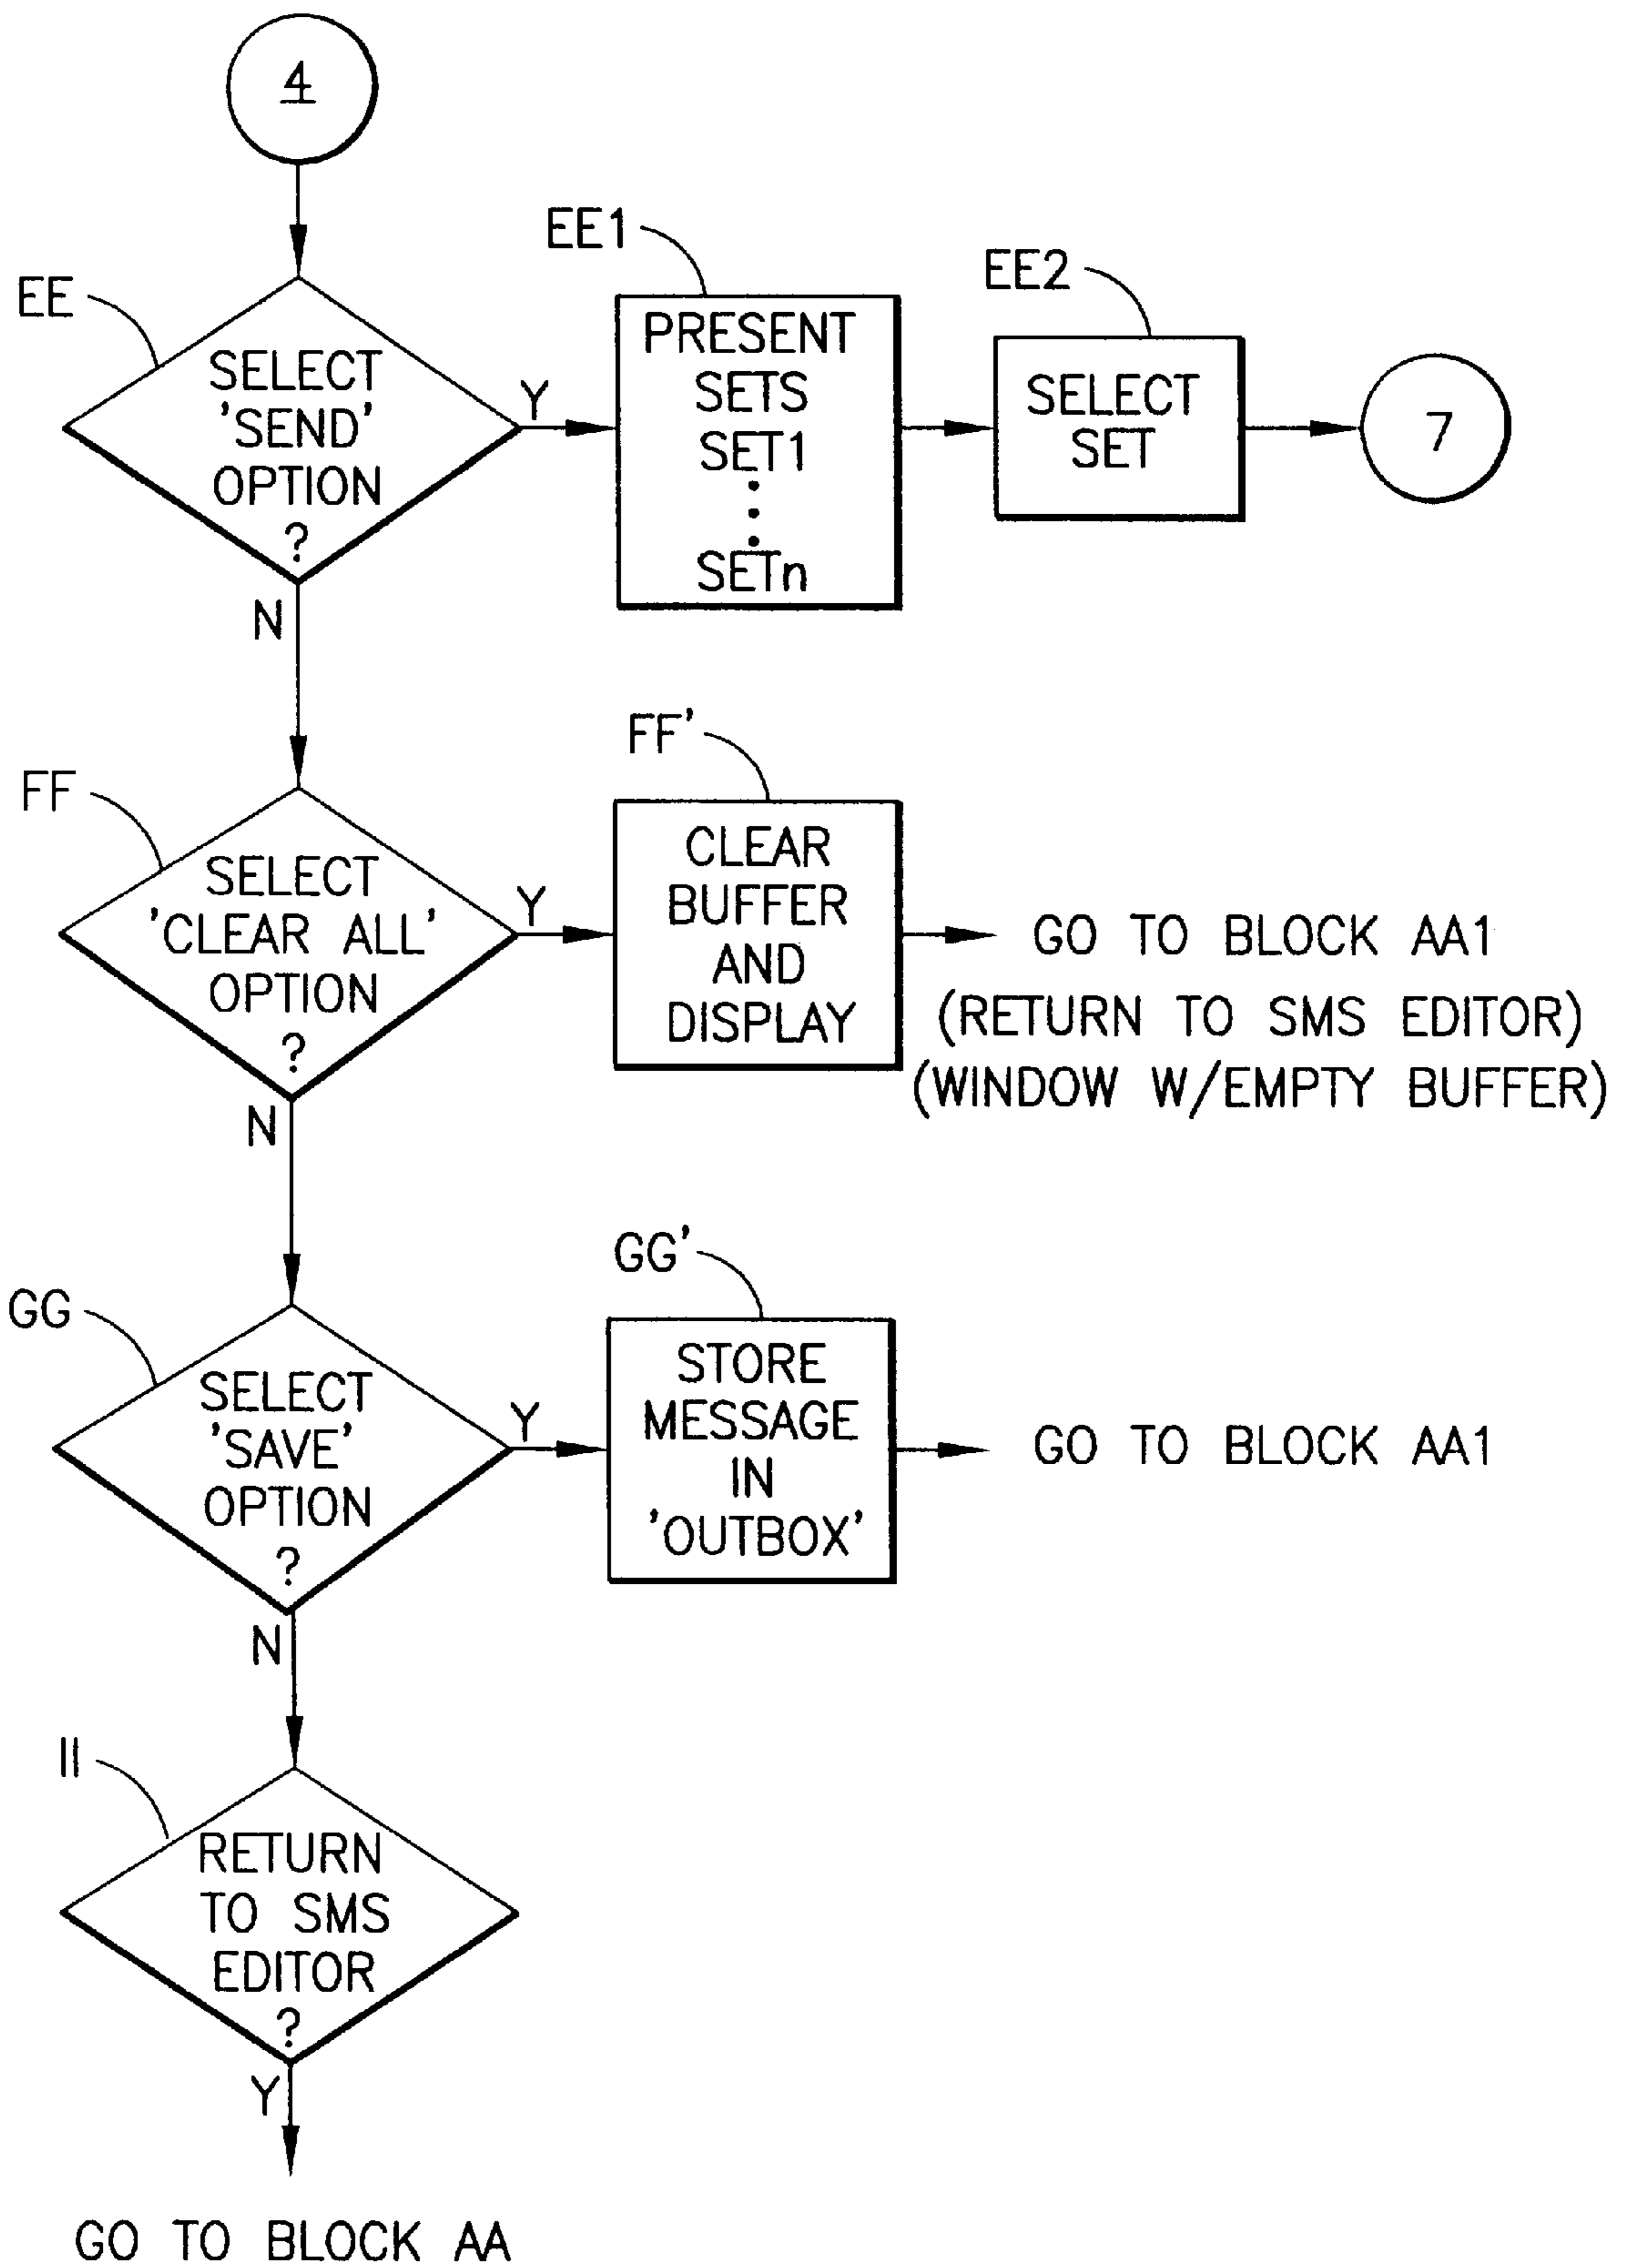 4
EE
SELECT
'SEND'
OPTION
?
Y
N
EE1
PRESENT
SETS
SET1
SETn
EE2
SELECT
SET
7
FF
SELECT
'CLEAR ALL'
OPTION
?
Y
N
FF'
CLEAR
BUFFER
AND
DISPLAY
GO TO BLOCK AA1
(RETURN TO SMS EDITOR)
(WINDOW W/EMPTY BUFFER)
GG
SELECT
'SAVE'
OPTION
?
Y
N
GG'
STORE
MESSAGE
IN
'OUTBOX'
GO TO BLOCK AA1
II
RETURN
TO SMS
EDITOR
?
Y
GO TO BLOCK AA